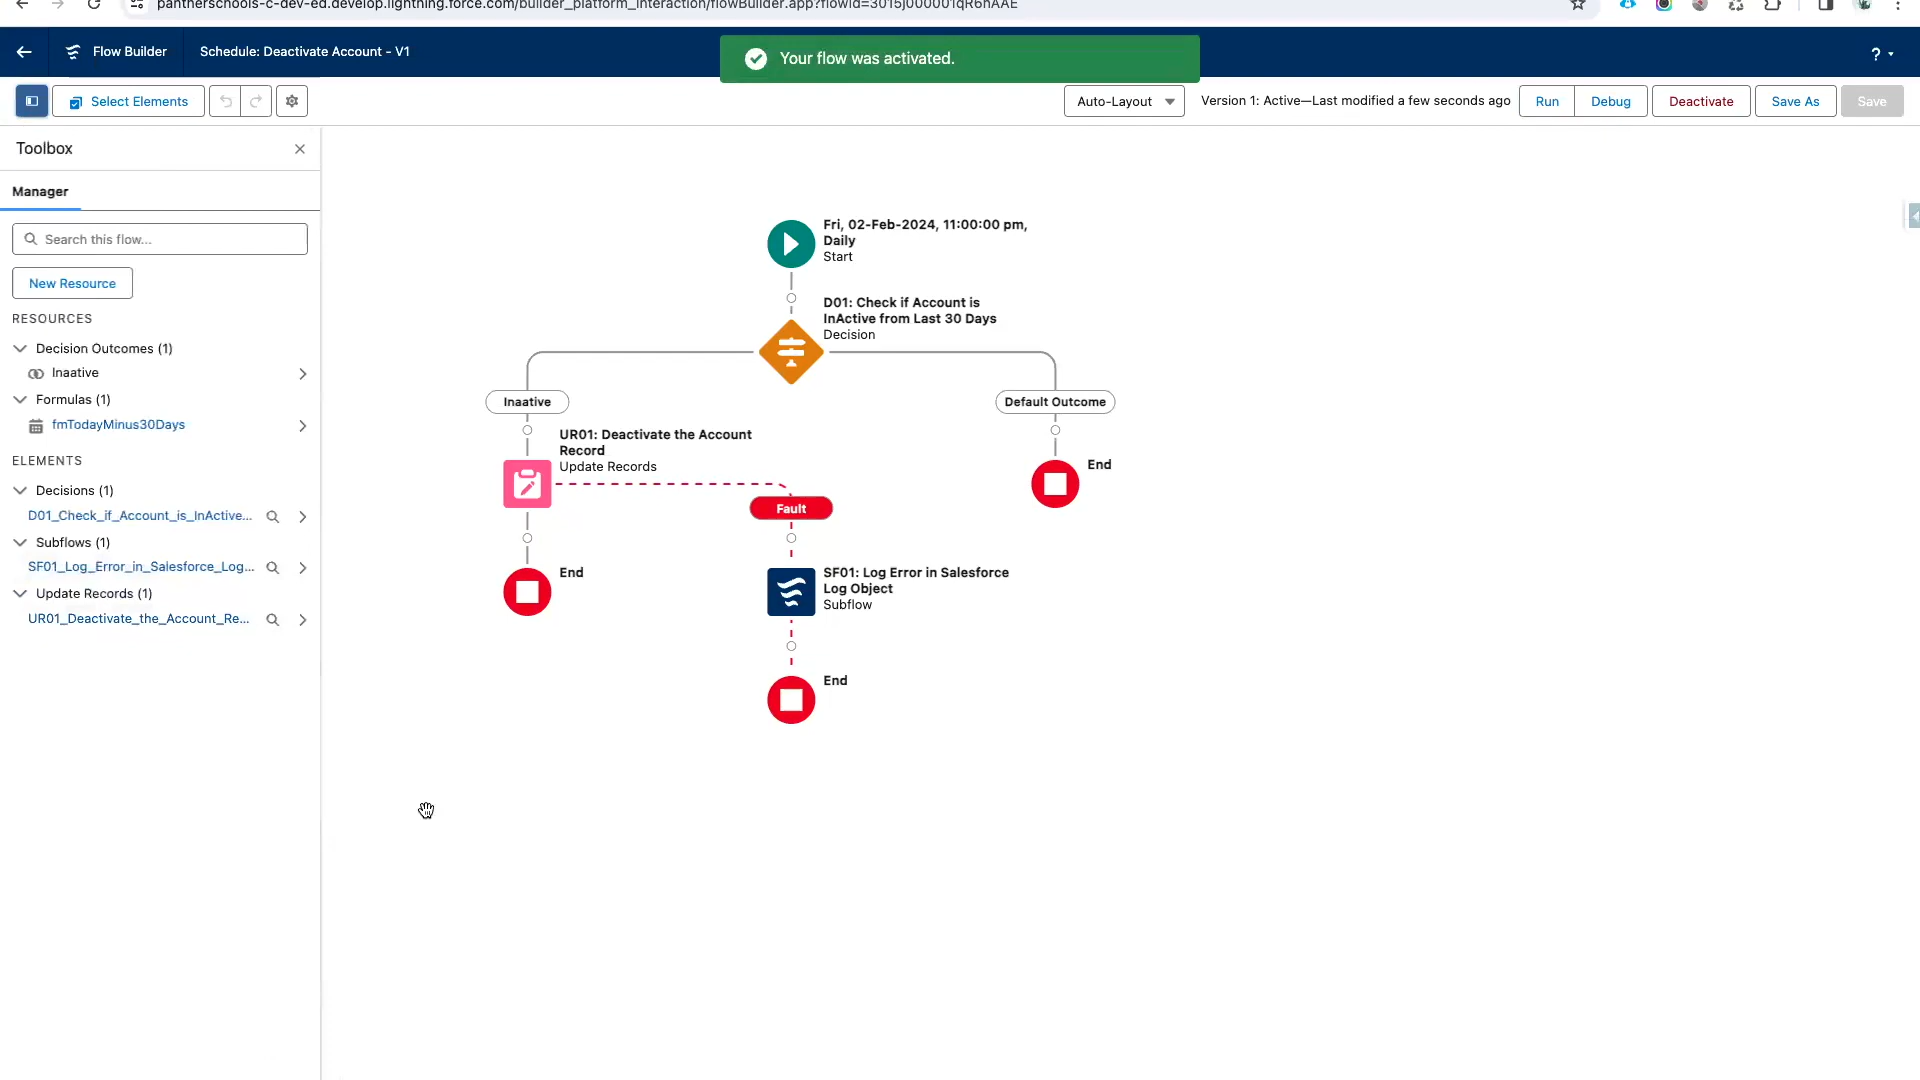 pantherschools-c-dev-ed.develop.lightning.force.com/builder_platform_interaction/flowBuilder.app?flowId=3015j000001qR6hAAE
Flow Builder
Schedule: Deactivate Account - V1
Your flow was activated.
?
Select Elements
Auto-Layout
Version 1: Active—Last modified a few seconds ago
Run
Debug
Deactivate
Save As
Save
Toolbox
Manager
Search this flow...
New Resource
RESOURCES
Decision Outcomes (1)
Inaative
Formulas (1)
fmTodayMinus30Days
ELEMENTS
Decisions (1)
D01_Check_if_Account_is_InActive...
Subflows (1)
SF01_Log_Error_in_Salesforce_Log...
Update Records (1)
UR01_Deactivate_the_Account_Re...
Fri, 02-Feb-2024, 11:00:00 pm,
Daily
Start
D01: Check if Account is
InActive from Last 30 Days
Decision
Inaative
Default Outcome
UR01: Deactivate the Account
Record
Update Records
End
Fault
End
SF01: Log Error in Salesforce
Log Object
Subflow
End